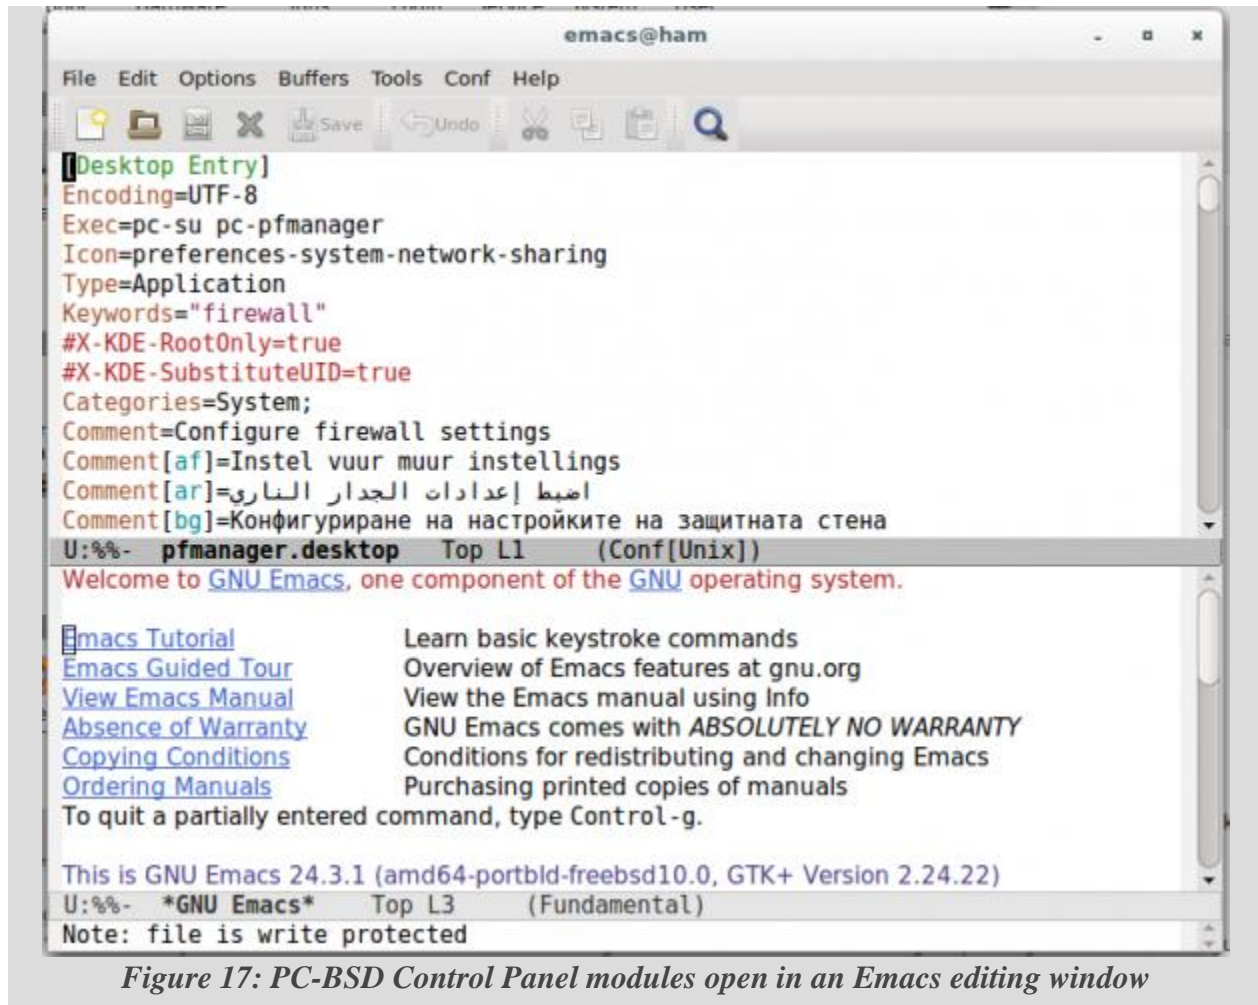 emacs@ham
File Edit Options Buffers Tools Conf Help
Save Undo
[Desktop Entry]
Encoding=UTF-8
Exec=pc-su pc-pfmanager
Icon=preferences-system-network-sharing
Type=Application
Keywords="firewall"
#X-KDE-RootOnly=true
#X-KDE-SubstituteUID=true
Categories=System;
Comment=Configure firewall settings
Comment[af]=Instel vuur muur instellings
Comment[ar]=اضبط إعدادات الجدار الناري
Comment[bg]=Конфигуриране на настройките на защитната стена
U:%%- pfmanager.desktop Top L1 (Conf[Unix])
Welcome to GNU Emacs, one component of the GNU operating system.
Emacs Tutorial Learn basic keystroke commands
Emacs Guided Tour Overview of Emacs features at gnu.org
View Emacs Manual View the Emacs manual using Info
Absence of Warranty GNU Emacs comes with ABSOLUTELY NO WARRANTY
Copying Conditions Conditions for redistributing and changing Emacs
Ordering Manuals Purchasing printed copies of manuals
To quit a partially entered command, type Control-g.
This is GNU Emacs 24.3.1 (amd64-portbld-freebsd10.0, GTK+ Version 2.24.22)
U:%%- *GNU Emacs* Top L3 (Fundamental)
Note: file is write protected
Figure 17: PC-BSD Control Panel modules open in an Emacs editing window